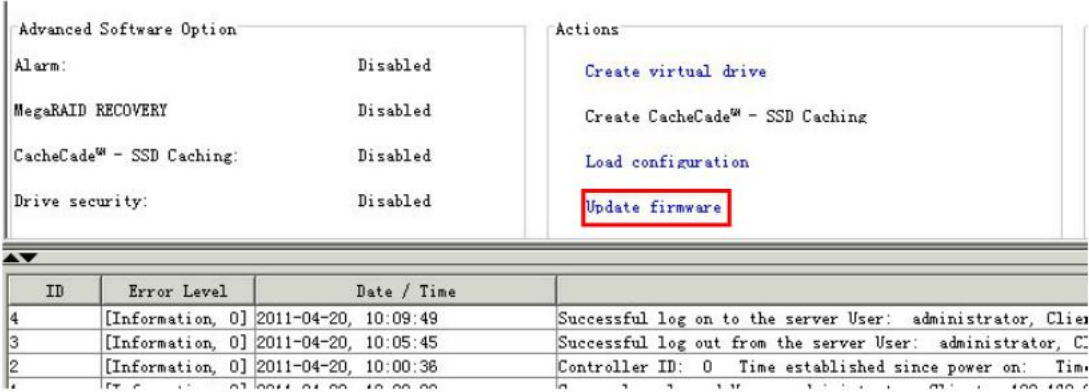 Advanced Software Option
Alarm: Disabled
MegaRAID RECOVERY Disabled
CacheCade™ - SSD Caching: Disabled
Drive security: Disabled
Actions
Create virtual drive
Create CacheCade™ - SSD Caching
Load configuration
Update firmware
ID Error Level Date / Time
4 [Information, 0] 2011-04-20, 10:09:49 Successful log on to the server User: administrator, Clien
3 [Information, 0] 2011-04-20, 10:05:45 Successful log out from the server User: administrator, Cl
2 [Information, 0] 2011-04-20, 10:00:36 Controller ID: 0 Time established since power on: Time